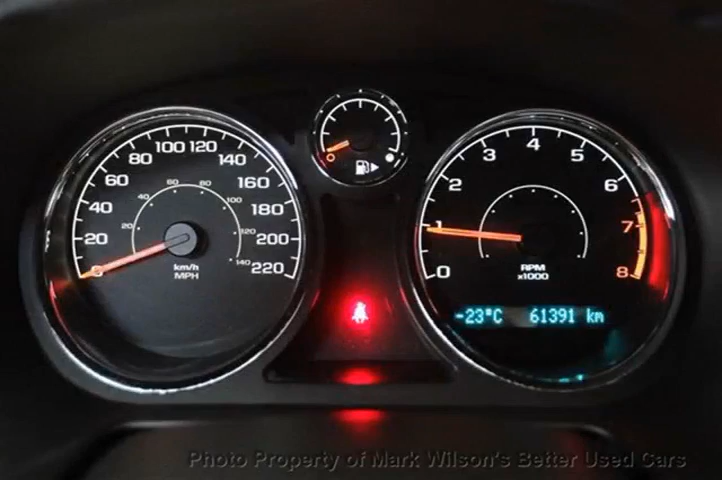 0 20 40 60 80 100 120 140 160 180 200 220
20 40 60 80 100 120 140
km/h
MPH
0 1 2 3 4 5 6 7 8
RPM
x1000
-23°C 61391 km
Photo Property of Mark Wilson's Better Used Cars